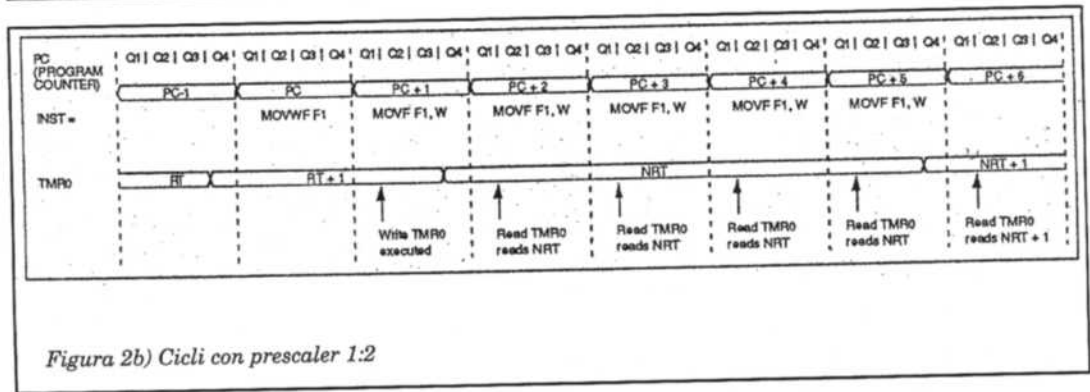 PC (PROGRAM COUNTER)
Q1| Q2| Q3| Q4 Q1| Q2| Q3| Q4 Q1| Q2| Q3| Q4 Q1| Q2| Q3| Q4 Q1| Q2| Q3| Q4 Q1| Q2| Q3| Q4 Q1| Q2| Q3| Q4 Q1| Q2| Q3| Q4
PC-1 PC PC + 1 PC + 2 PC + 3 PC + 4 PC + 5 PC + 6
INST = MOVWF F1 MOVF F1, W MOVF F1, W MOVF F1, W MOVF F1, W MOVF F1, W
TMR0 RT RT + 1 NRT NRT + 1
Write TMR0 executed
Read TMR0 reads NRT
Read TMR0 reads NRT
Read TMR0 reads NRT
Read TMR0 reads NRT
Read TMR0 reads NRT + 1
Figura 2b) Cicli con prescaler 1:2